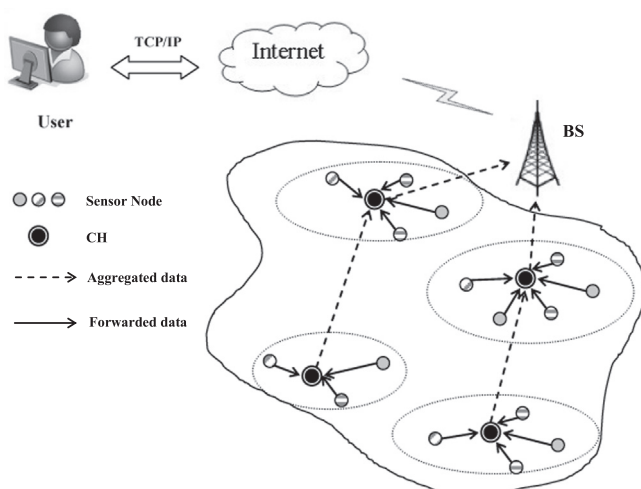 TCP/IP
Internet
User
BS
Sensor Node
CH
Aggregated data
Forwarded data